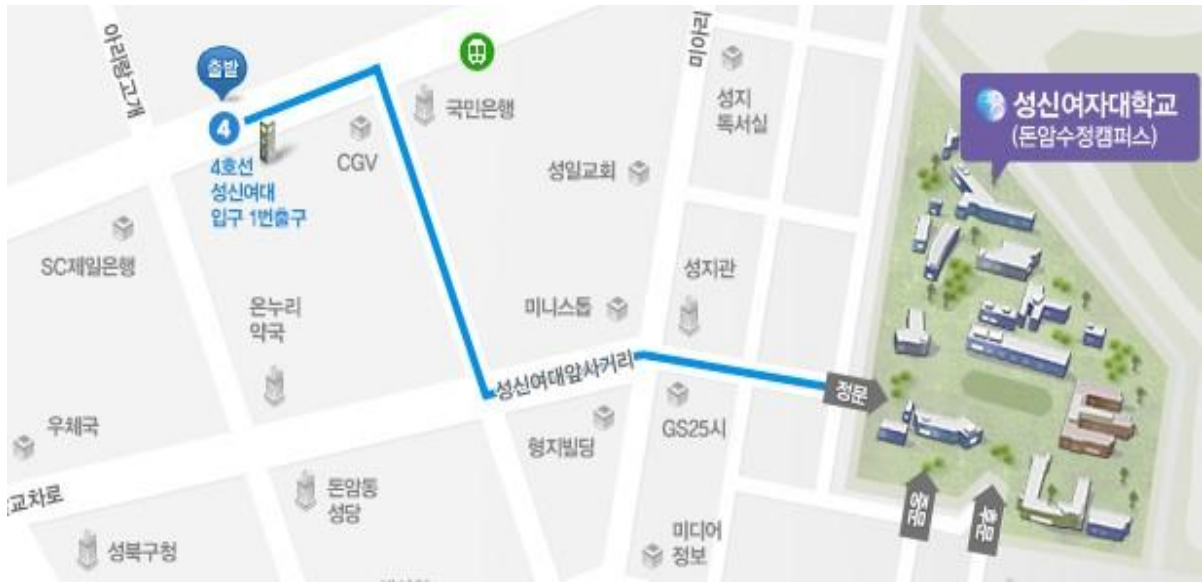 아리랑고개
출발
4
4호선
성신여대
입구 1번출구
CGV
국민은행
미아리
성지
독서실
성신여자대학교
(돈암수정캠퍼스)
성일교회
SC제일은행
온누리
약국
성지관
미니스톱
성신여대앞사거리
정문
우체국
형지빌딩
GS25시
교차로
돈암동
성당
성북구청
미디어
정보
중문
후문